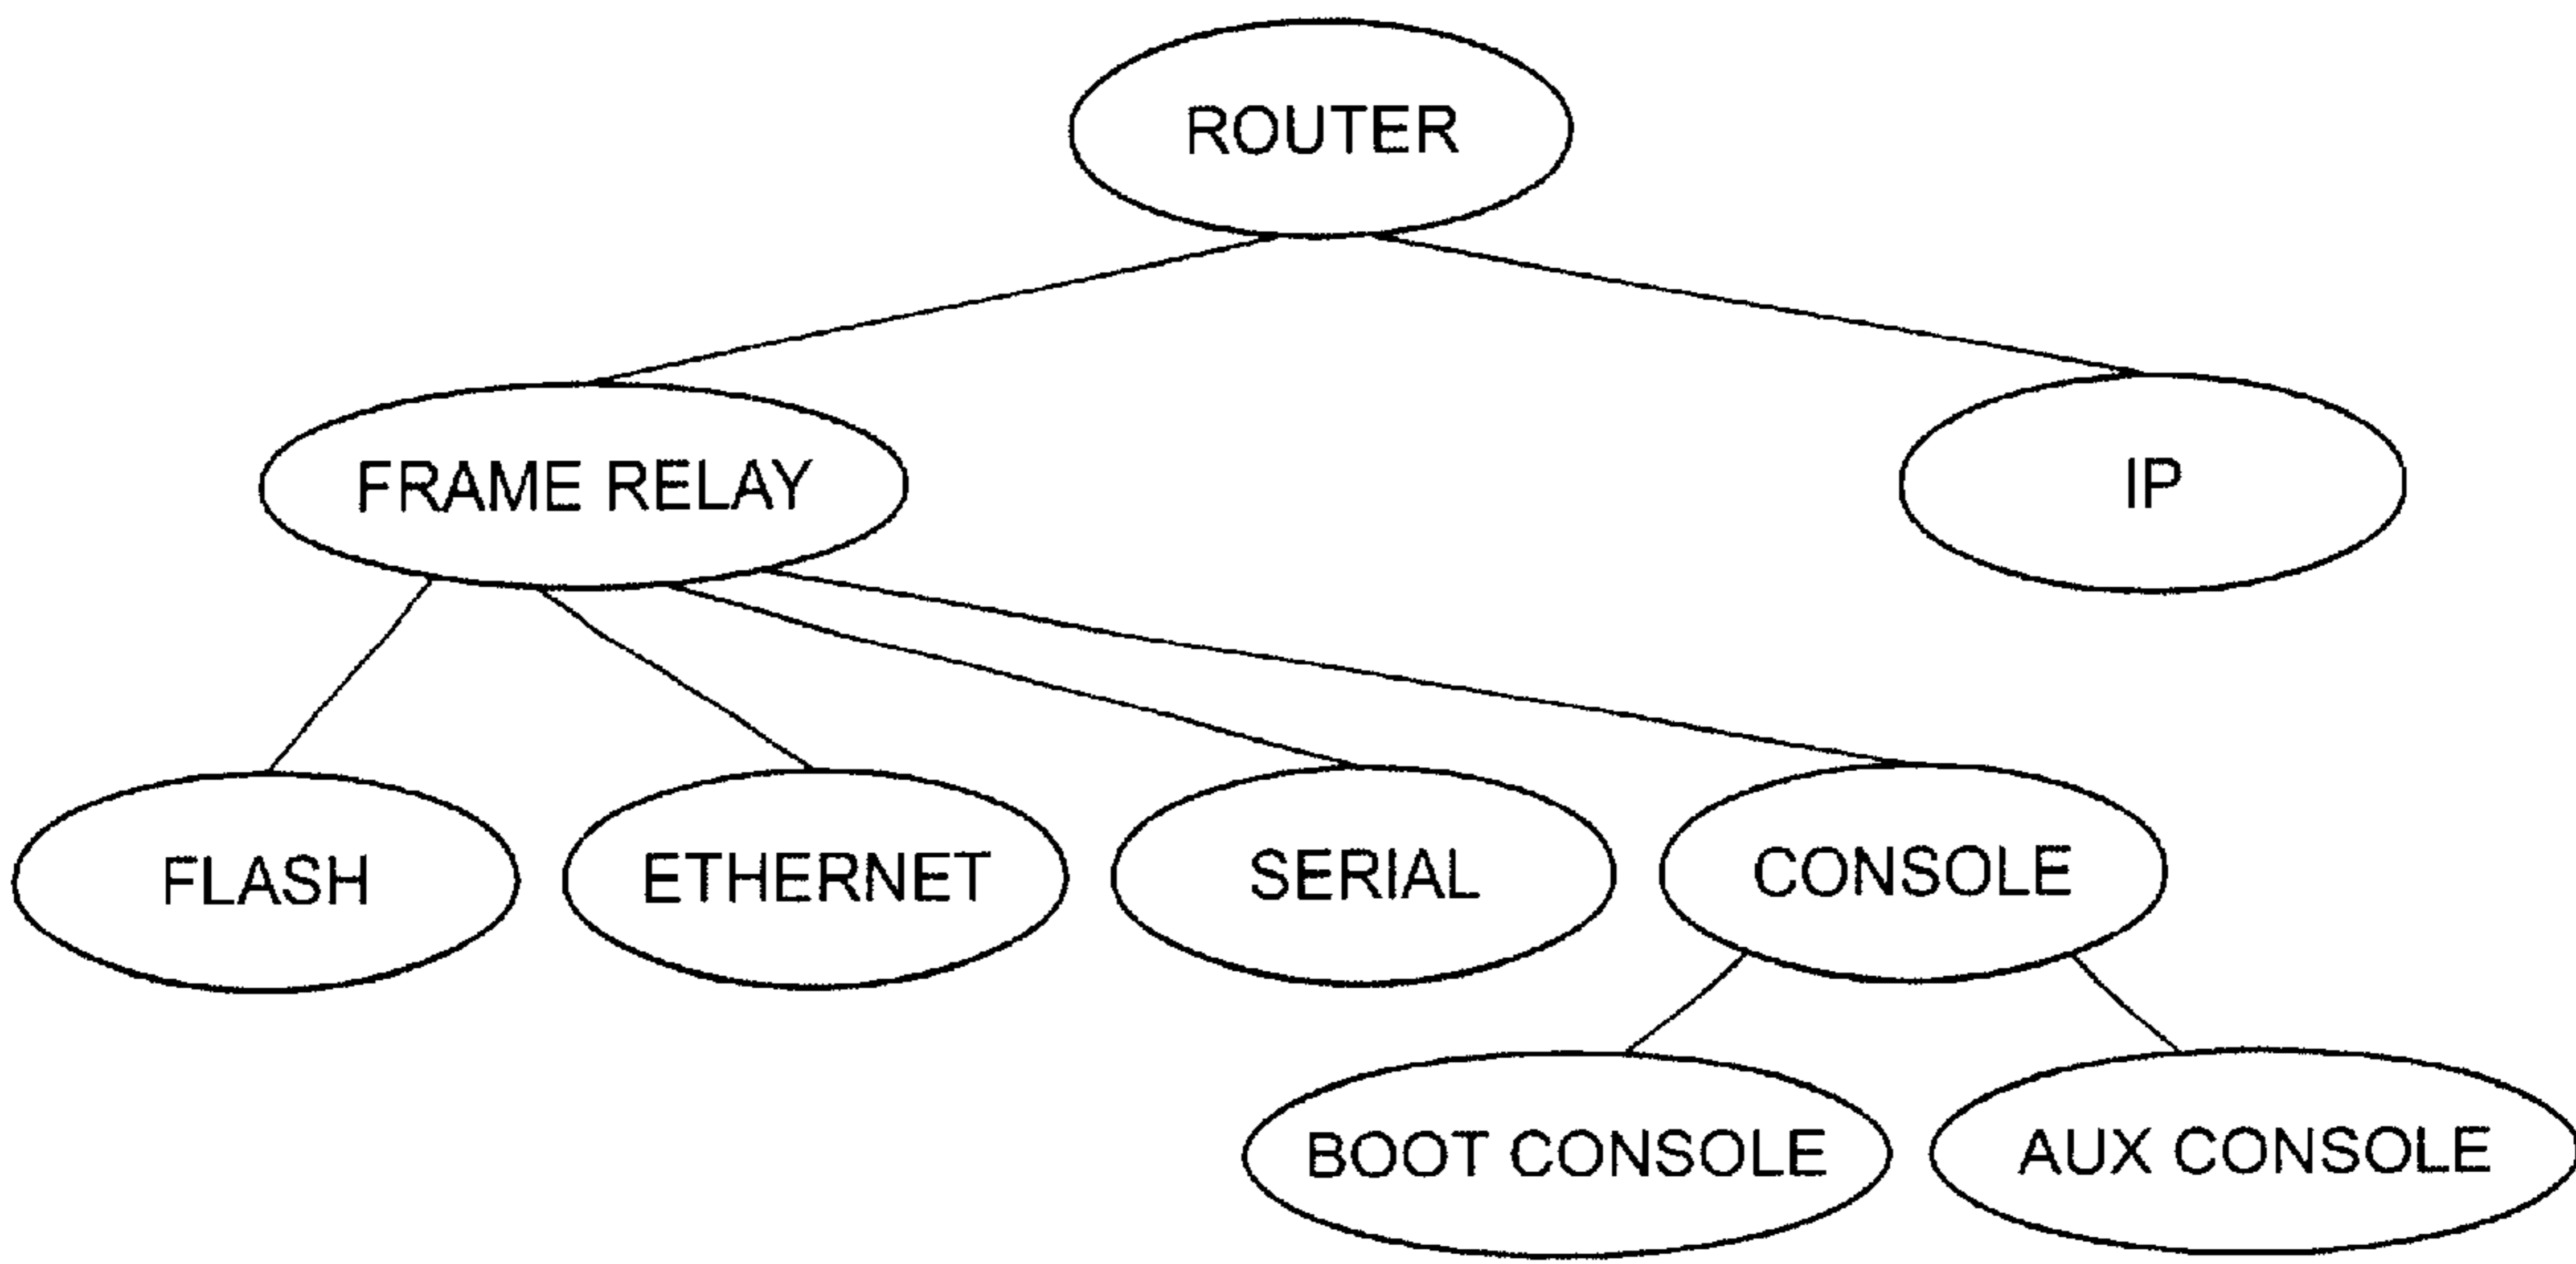 ROUTER
FRAME RELAY
IP
FLASH
ETHERNET
SERIAL
CONSOLE
BOOT CONSOLE
AUX CONSOLE